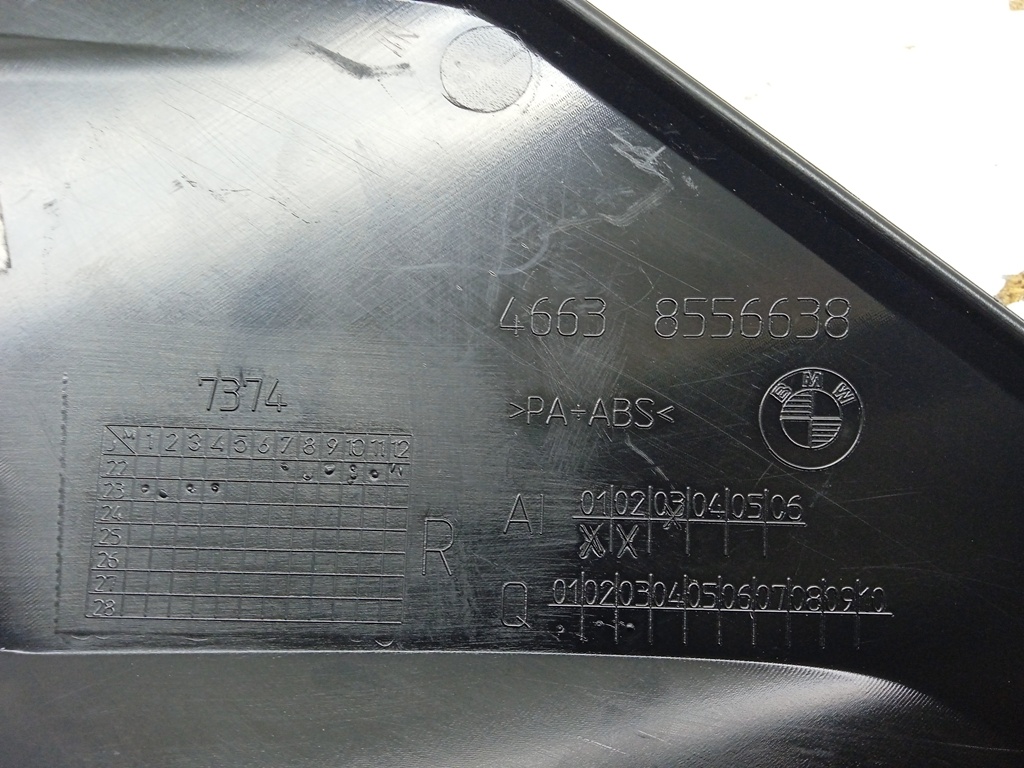 4663 8556638
7374
>PA+ABS<
BMW
1 2 3 4 5 6 7 8 9 10 11 12
22
23
24
25
26
27
28
R
AI 01 02 03 04 05 06
X X X
Q 01 02 03 04 05 06 07 08 09 10